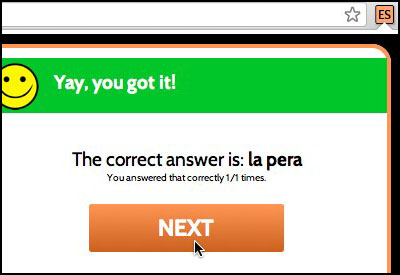 ES
Yay, you got it!
The correct answer is: la pera
You answered that correctly 1/1 times.
NEXT